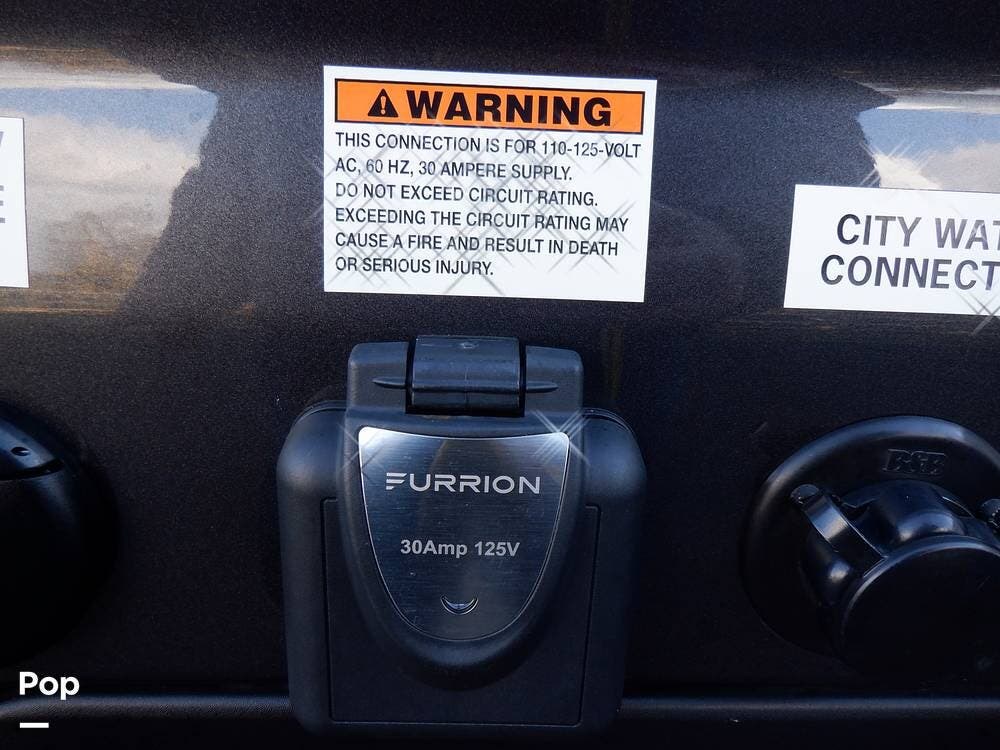 WARNING
THIS CONNECTION IS FOR 110-125-VOLT
AC, 60 HZ, 30 AMPERE SUPPLY.
DO NOT EXCEED CIRCUIT RATING.
EXCEEDING THE CIRCUIT RATING MAY
CAUSE A FIRE AND RESULT IN DEATH
OR SERIOUS INJURY.
CITY WAT
CONNECT
FURRION
30Amp 125V
B&B
Pop